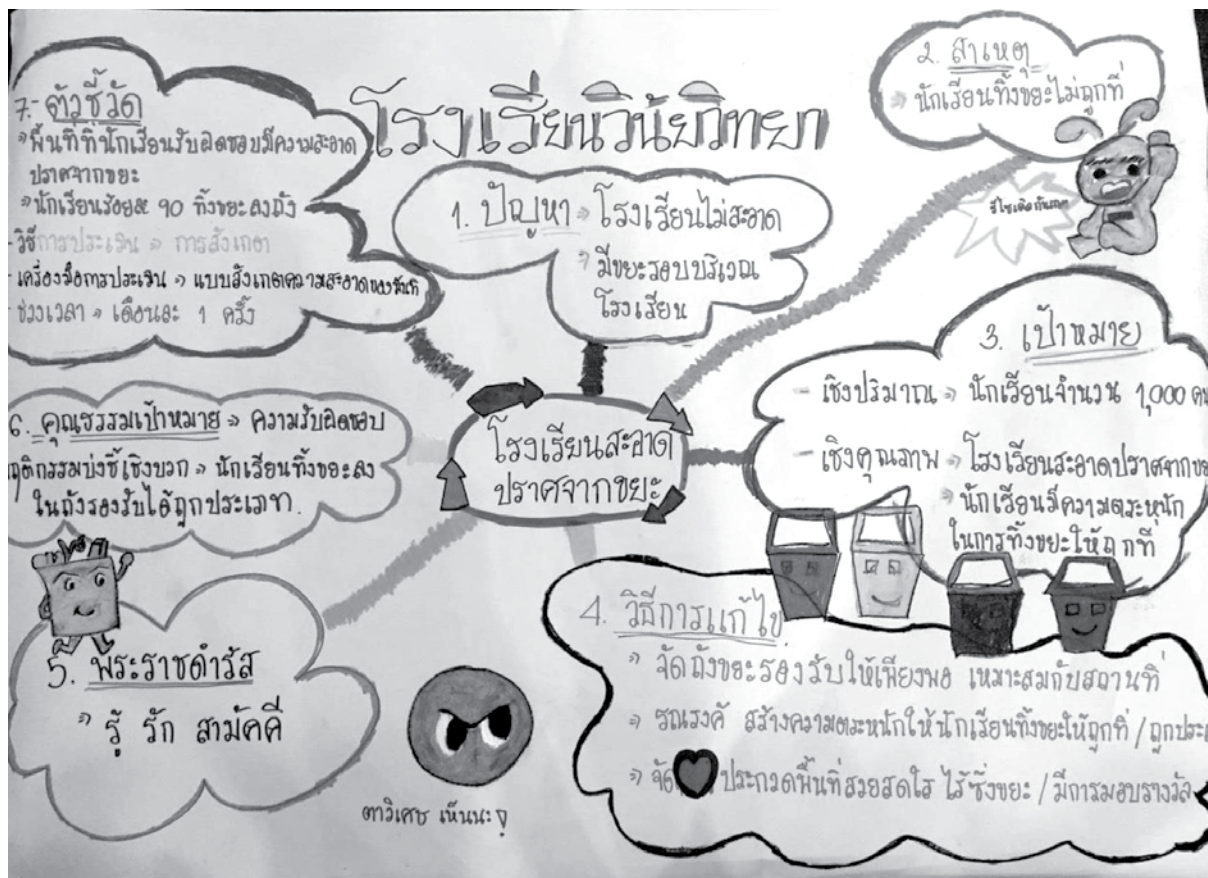 โรงเรียนวินัยวิทยา
1. ปัญหา » โรงเรียนไม่สะอาด
» มีขยะรอบบริเวณ
โรงเรียน
2. สาเหตุ
» นักเรียนทิ้งขยะไม่ถูกที่
รีไซเคิลกันเถอะ
3. เป้าหมาย
- เชิงปริมาณ » นักเรียนจำนวน 1,000 คน
- เชิงคุณภาพ » โรงเรียนสะอาดปราศจากขยะ
» นักเรียนมีความตระหนัก
ในการทิ้งขยะให้ถูกที่
โรงเรียนสะอาด
ปราศจากขยะ
4. วิธีการแก้ไข
» จัดถังขยะรองรับให้เพียงพอ เหมาะสมกับสถานที่
» รณรงค์ สร้างความตระหนักให้นักเรียนทิ้งขยะให้ถูกที่ / ถูกประเ
» จัด ประกวดพื้นที่สวยสดใส ไร้ซึ่งขยะ / มีการมอบรางวัล
5. พระราชดำรัส
» รู้ รัก สามัคคี
ตาวิเศษ เห็นนะ
6. คุณธรรมเป้าหมาย » ความรับผิดชอบ
ฤติกรรมบ่งชี้เชิงบวก » นักเรียนทิ้งขยะลง
ในถังรองรับได้ถูกประเภท.
7. ตัวชี้วัด
» พื้นที่ที่นักเรียนรับผิดชอบมีความสะอาด
ปราศจากขยะ
» นักเรียนร้อยละ 90 ทิ้งขยะลงถัง
- วิธีการประเมิน » การสังเกต
- เครื่องมือการประเมิน » แบบสังเกตความสะอาดของพื้นที่
- ช่วงเวลา » เดือนละ 1 ครั้ง